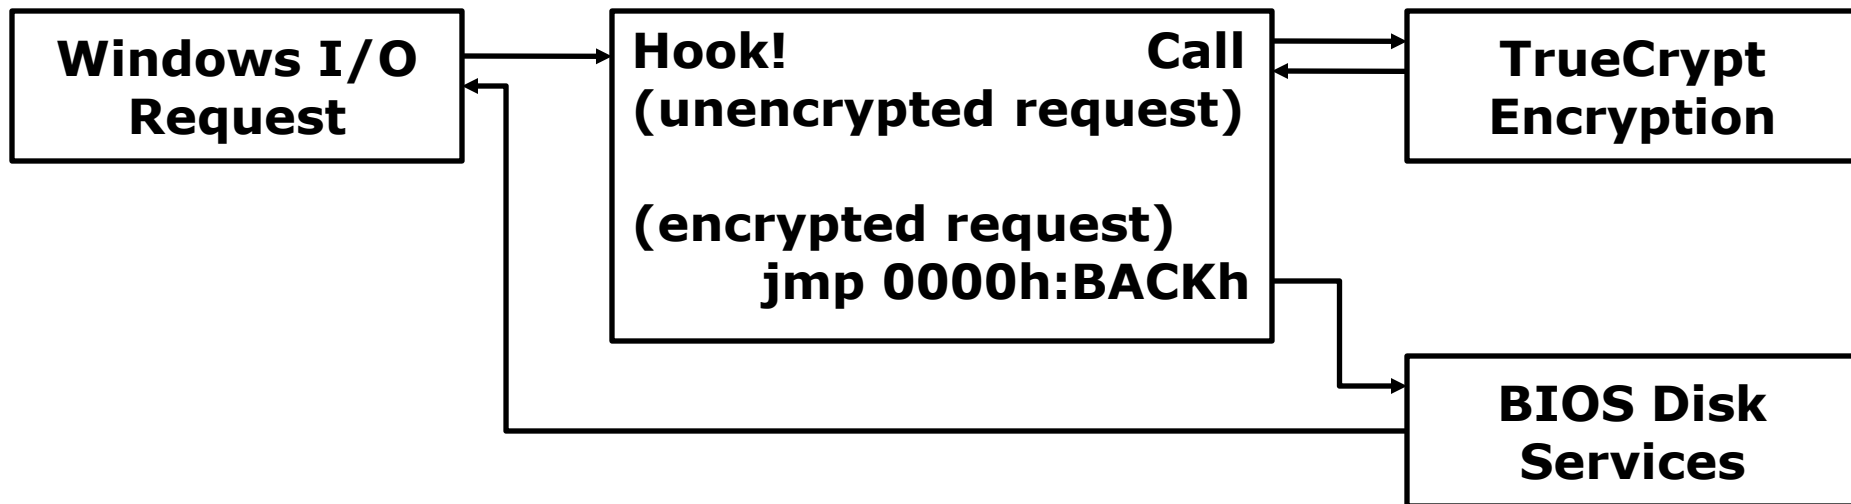 Windows I/O
Request
Hook! Call
(unencrypted request)
(encrypted request)
jmp 0000h:BACKh
TrueCrypt
Encryption
BIOS Disk
Services